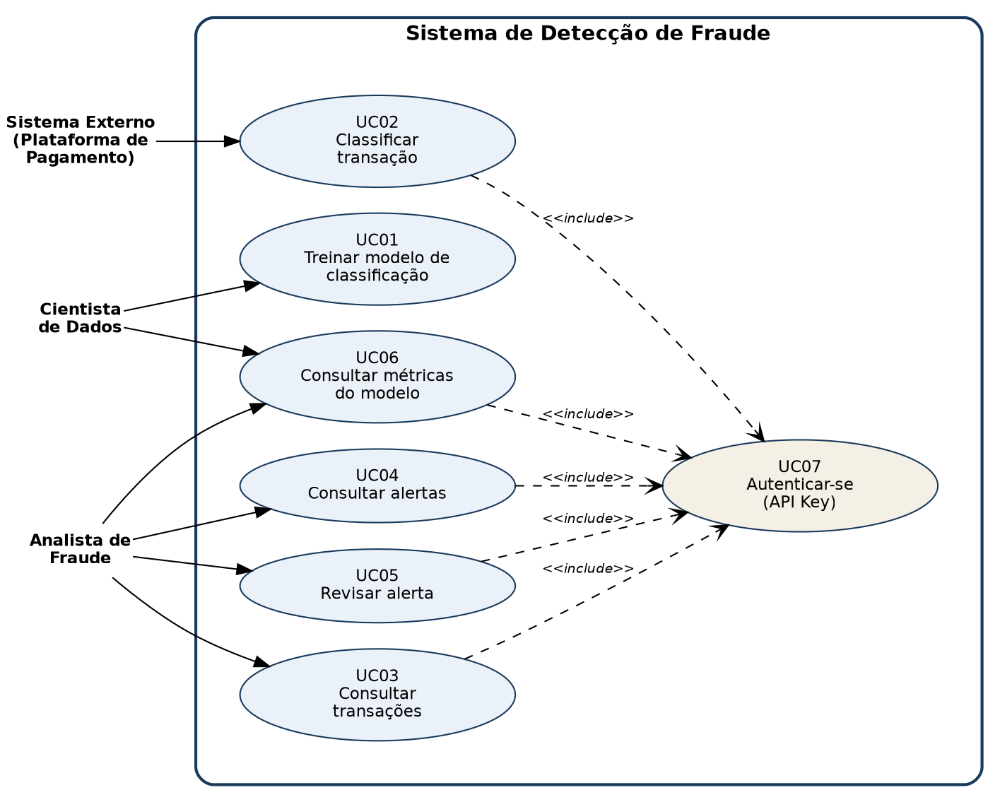 Sistema de Detecção de Fraude
Sistema Externo
(Plataforma de
Pagamento)
UC02
Classificar
transação
<<include>>
UC01
Treinar modelo de
classificação
Cientista
de Dados
UC06
Consultar métricas
do modelo
<<include>>
UC04
Consultar alertas
<<include>>
UC07
Autenticar-se
(API Key)
<<include>>
Analista de
Fraude
UC05
Revisar alerta
<<include>>
UC03
Consultar
transações